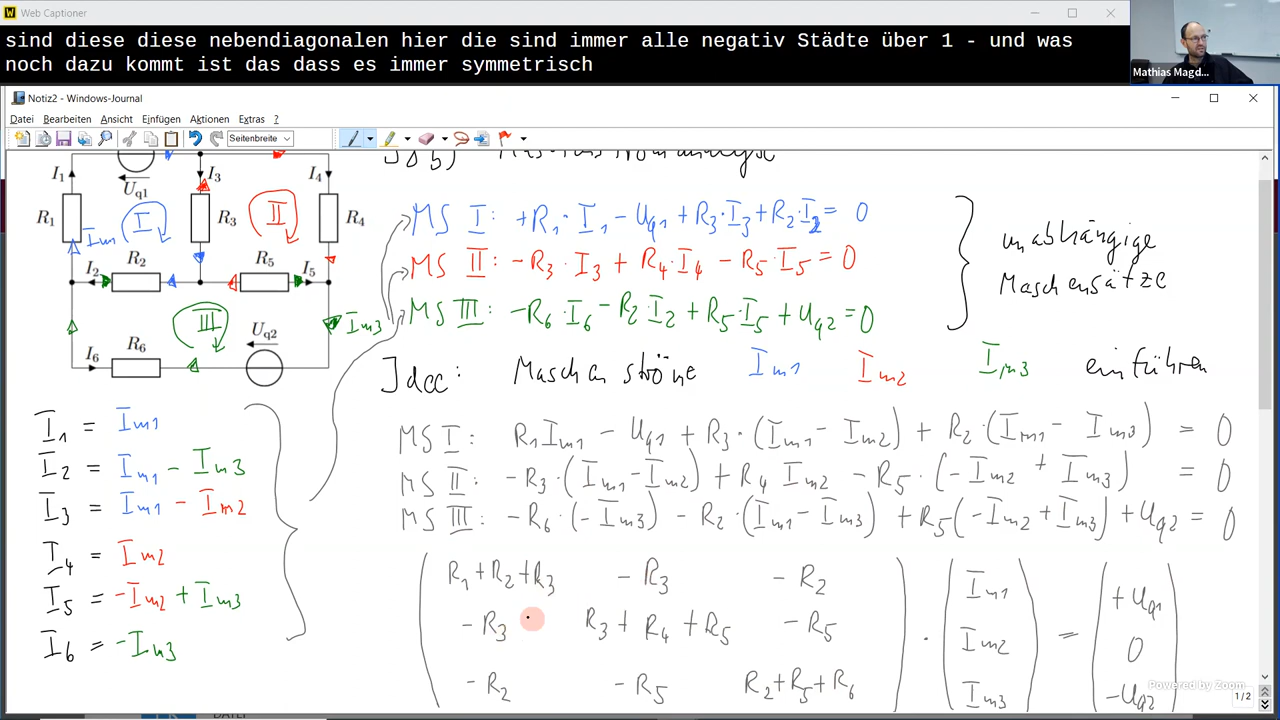 Web Captioner
sind diese diese nebendiagonalen hier die sind immer alle negativ Städte über 1 - und was
noch dazu kommt ist das dass es immer symmetrisch
Mathias Magd...
Notiz2 - Windows-Journal
Datei Bearbeiten Ansicht Einfügen Aktionen Extras ?
Seitenbreite
I1 Uq1 I3 I4
R1 I R3 II R4
Im1
I2 R2 R5 I5
III Im3
I6 R6 Uq2
MS I: +R1·I1 - Uq1 + R3·I3 + R2·I2 = 0
MS II: -R3·I3 + R4·I4 - R5·I5 = 0
MS III: -R6·I6 - R2·I2 + R5·I5 + Uq2 = 0
unabhängige
Maschensätze
Maschenströme Im1 Im2 Im3 einführen
I1 = Im1
I2 = Im1 - Im3
I3 = Im1 - Im2
I4 = Im2
I5 = -Im2 + Im3
I6 = -Im3
MS I: R1 Im1 - Uq1 + R3·(Im1 - Im2) + R2·(Im1 - Im3) = 0
MS II: -R3·(Im1 - Im2) + R4 Im2 - R5·(-Im2 + Im3) = 0
MS III: -R6·(-Im3) - R2·(Im1 - Im3) + R5(-Im2 + Im3) + Uq2 = 0
R1 + R2 + R3 -R3 -R2 Im1 +Uq1
-R3 R3 + R4 + R5 -R5 · Im2 = 0
-R2 -R5 R2 + R5 + R6 Im3 -Uq2
Powered by Zoom
1/2